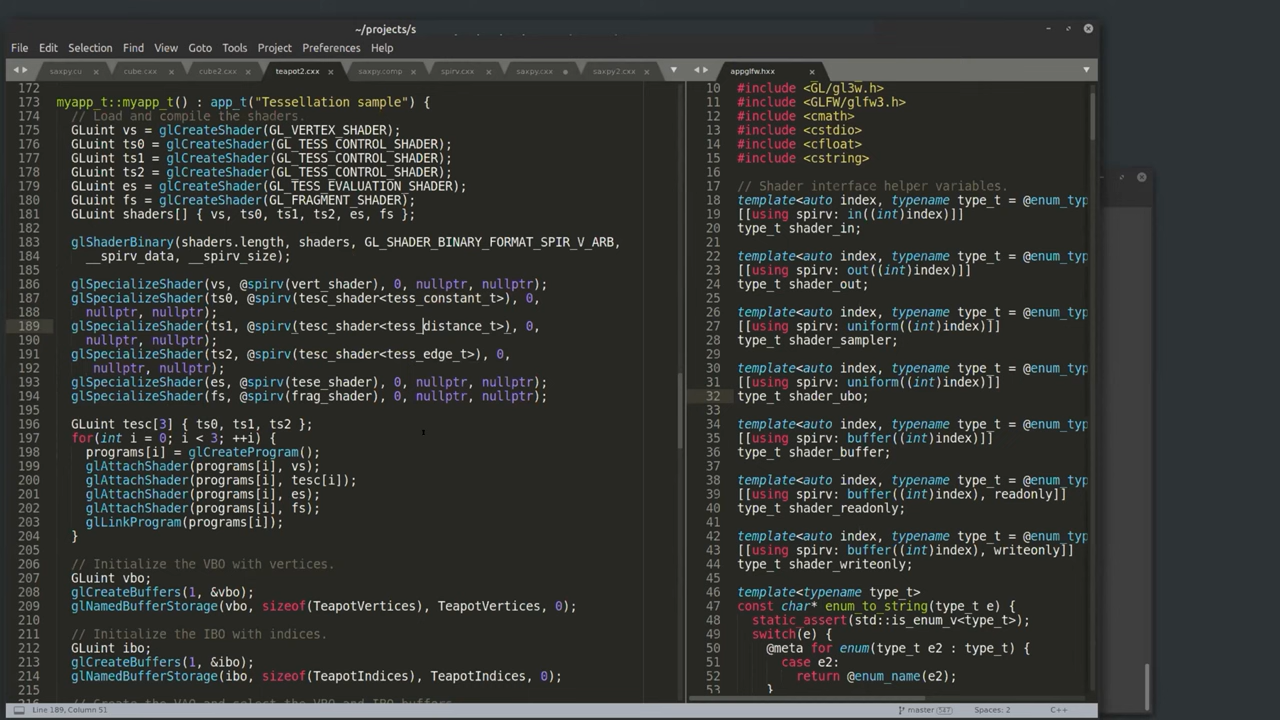 ~/projects/s
File Edit Selection Find View Goto Tools Project Preferences Help
saxpy.cu cube.cxx cube2.cxx teapot2.cxx saxpy.comp spirv.cxx saxpy.cxx saxpy2.cxx
172
173 myapp_t::myapp_t() : app_t("Tessellation sample") {
174 // Load and compile the shaders.
175 GLuint vs = glCreateShader(GL_VERTEX_SHADER);
176 GLuint ts0 = glCreateShader(GL_TESS_CONTROL_SHADER);
177 GLuint ts1 = glCreateShader(GL_TESS_CONTROL_SHADER);
178 GLuint ts2 = glCreateShader(GL_TESS_CONTROL_SHADER);
179 GLuint es = glCreateShader(GL_TESS_EVALUATION_SHADER);
180 GLuint fs = glCreateShader(GL_FRAGMENT_SHADER);
181 GLuint shaders[] { vs, ts0, ts1, ts2, es, fs };
182
183 glShaderBinary(shaders.length, shaders, GL_SHADER_BINARY_FORMAT_SPIR_V_ARB,
184 __spirv_data, __spirv_size);
185
186 glSpecializeShader(vs, @spirv(vert_shader), 0, nullptr, nullptr);
187 glSpecializeShader(ts0, @spirv(tesc_shader<tess_constant_t>), 0,
188 nullptr, nullptr);
189 glSpecializeShader(ts1, @spirv(tesc_shader<tess_distance_t>), 0,
190 nullptr, nullptr);
191 glSpecializeShader(ts2, @spirv(tesc_shader<tess_edge_t>), 0,
192 nullptr, nullptr);
193 glSpecializeShader(es, @spirv(tese_shader), 0, nullptr, nullptr);
194 glSpecializeShader(fs, @spirv(frag_shader), 0, nullptr, nullptr);
195
196 GLuint tesc[3] { ts0, ts1, ts2 };
197 for(int i = 0; i < 3; ++i) {
198 programs[i] = glCreateProgram();
199 glAttachShader(programs[i], vs);
200 glAttachShader(programs[i], tesc[i]);
201 glAttachShader(programs[i], es);
202 glAttachShader(programs[i], fs);
203 glLinkProgram(programs[i]);
204 }
205
206 // Initialize the VBO with vertices.
207 GLuint vbo;
208 glCreateBuffers(1, &vbo);
209 glNamedBufferStorage(vbo, sizeof(TeapotVertices), TeapotVertices, 0);
210
211 // Initialize the IBO with indices.
212 GLuint ibo;
213 glCreateBuffers(1, &ibo);
214 glNamedBufferStorage(ibo, sizeof(TeapotIndices), TeapotIndices, 0);
215
// Create the VAO and select the VBO and IBO buffers.
appglfw.hxx
10 #include <GL/gl3w.h>
11 #include <GLFW/glfw3.h>
12 #include <cmath>
13 #include <cstdio>
14 #include <cfloat>
15 #include <cstring>
16
17 // Shader interface helper variables.
18 template<auto index, typename type_t = @enum_typ
19 [[using spirv: in((int)index)]]
20 type_t shader_in;
21
22 template<auto index, typename type_t = @enum_typ
23 [[using spirv: out((int)index)]]
24 type_t shader_out;
25
26 template<auto index, typename type_t = @enum_typ
27 [[using spirv: uniform((int)index)]]
28 type_t shader_sampler;
29
30 template<auto index, typename type_t = @enum_typ
31 [[using spirv: uniform((int)index)]]
32 type_t shader_ubo;
33
34 template<auto index, typename type_t = @enum_typ
35 [[using spirv: buffer((int)index)]]
36 type_t shader_buffer;
37
38 template<auto index, typename type_t = @enum_typ
39 [[using spirv: buffer((int)index), readonly]]
40 type_t shader_readonly;
41
42 template<auto index, typename type_t = @enum_typ
43 [[using spirv: buffer((int)index), writeonly]]
44 type_t shader_writeonly;
45
46 template<typename type_t>
47 const char* enum_to_string(type_t e) {
48 static_assert(std::is_enum_v<type_t>);
49 switch(e) {
50 @meta for enum(type_t e2 : type_t) {
51 case e2:
52 return @enum_name(e2);
53 }
Line 189, Column 51 master 547 Spaces: 2 C++